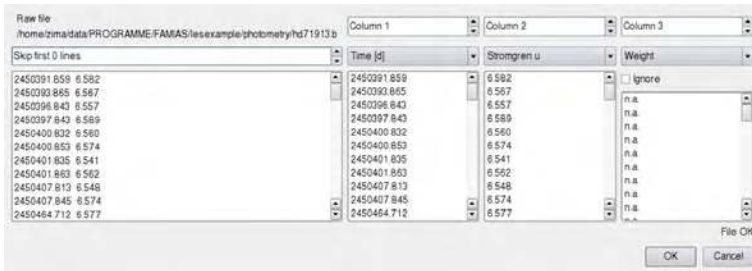 Raw file
/home/zima/data/PROGRAMME/FAMIAS/lesexample/photometry/hd71913.b
Column 1
Column 2
Column 3
Skip first 0 lines
Time [d]
Stromgren u
Weight
Ignore
2450391.859 6.582
2450393.865 6.567
2450396.843 6.557
2450397.843 6.589
2450400.832 6.560
2450400.853 6.574
2450401.835 6.541
2450401.863 6.562
2450407.813 6.548
2450407.845 6.574
2450464.712 6.577
2450391.859
2450393.865
2450396.843
2450397.843
2450400.832
2450400.853
2450401.835
2450401.863
2450407.813
2450407.845
2450464.712
6.582
6.567
6.557
6.589
6.560
6.574
6.541
6.562
6.548
6.574
6.577
n.a.
n.a.
n.a.
n.a.
n.a.
n.a.
n.a.
n.a.
n.a.
File OK
OK
Cancel